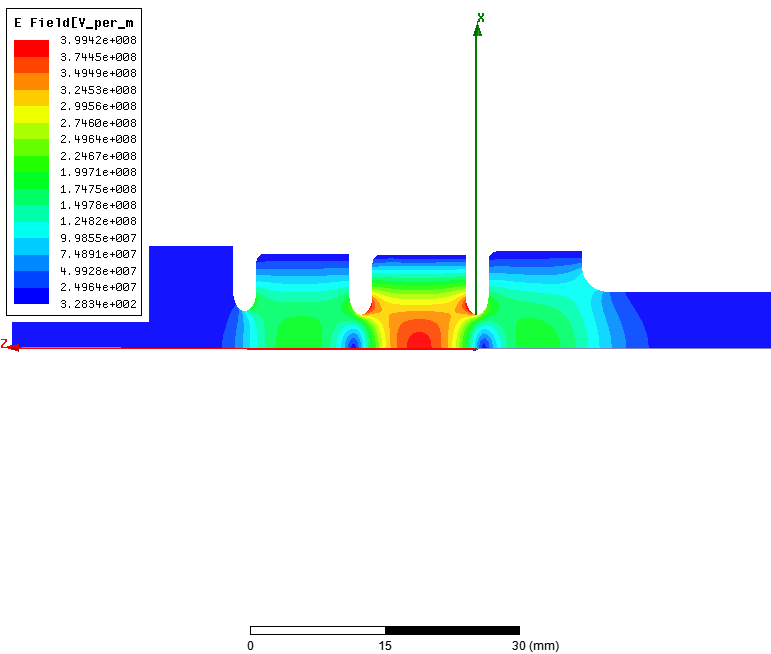 E Field[V_per_m
3.9942e+008
3.7445e+008
3.4949e+008
3.2453e+008
2.9956e+008
2.7460e+008
2.4964e+008
2.2467e+008
1.9971e+008
1.7475e+008
1.4978e+008
1.2482e+008
9.9855e+007
7.4891e+007
4.9928e+007
2.4964e+007
3.2834e+002
X
Z
0 15 30 (mm)